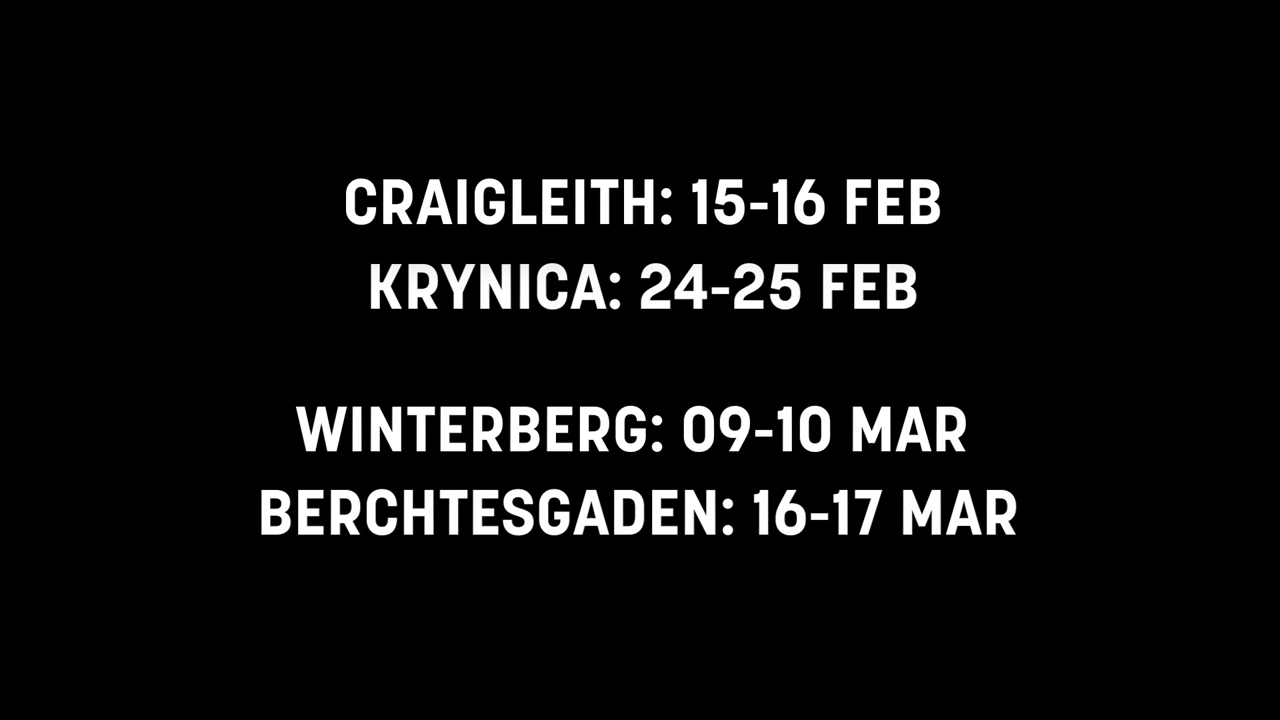 CRAIGLEITH: 15-16 FEB
KRYNICA: 24-25 FEB
WINTERBERG: 09-10 MAR
BERCHTESGADEN: 16-17 MAR